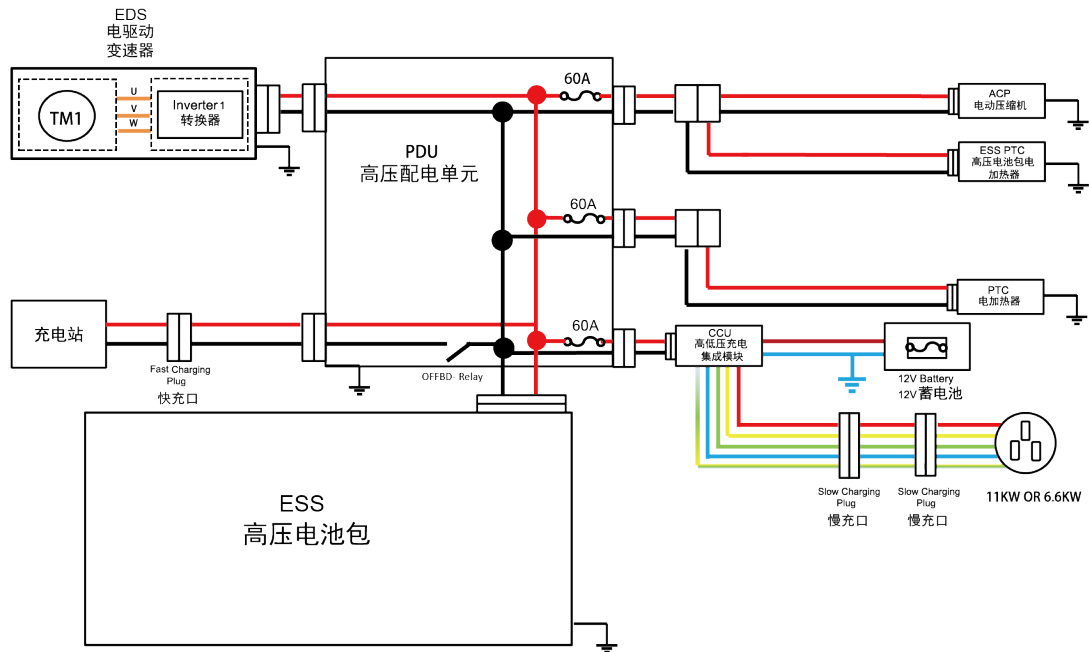 EDS
电驱动
变速器
TM1
U
V
W
Inverter1
转换器
PDU
高压配电单元
60A
60A
60A
ACP
电动压缩机
ESS PTC
高压电池包电
加热器
PTC
电加热器
充电站
Fast Charging
Plug
快充口
OFFBD- Relay
CCU
高低压充电
集成模块
12V Battery
12V蓄电池
Slow Charging
Plug
慢充口
Slow Charging
Plug
慢充口
11KW OR 6.6KW
ESS
高压电池包